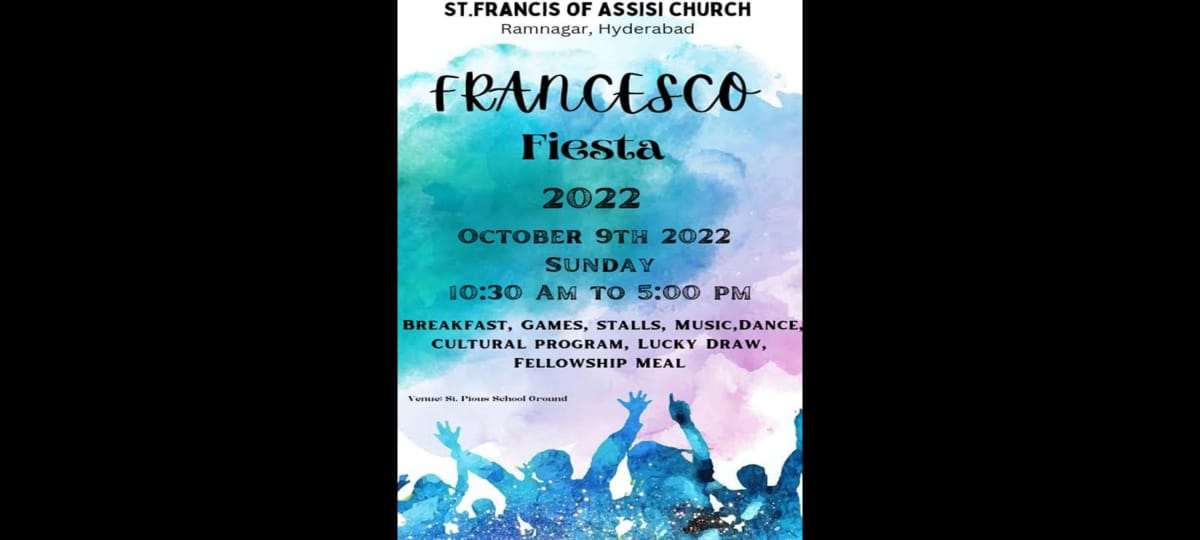 ST.FRANCIS OF ASSISI CHURCH
Ramnagar, Hyderabad
FRANCESCO
Fiesta
2022
October 9th 2022
Sunday
10:30 Am to 5:00 pm
Breakfast, Games, stalls, Music,Dance,
cultural program, Lucky Draw,
Fellowship Meal
Venue: St. Pious School Ground